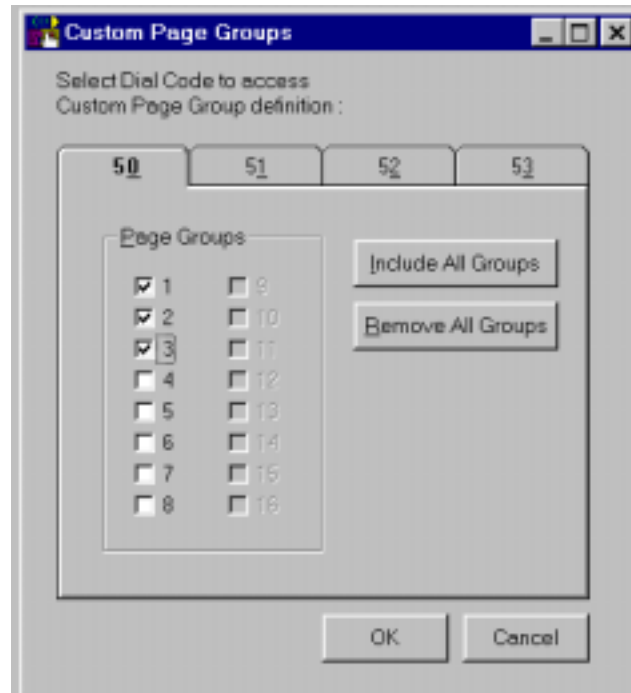 Custom Page Groups
Select Dial Code to access
Custom Page Group definition :
50 51 52 53
Page Groups
Include All Groups
Remove All Groups
1 9
2 10
3 11
4 12
5 13
6 14
7 15
8 16
OK Cancel